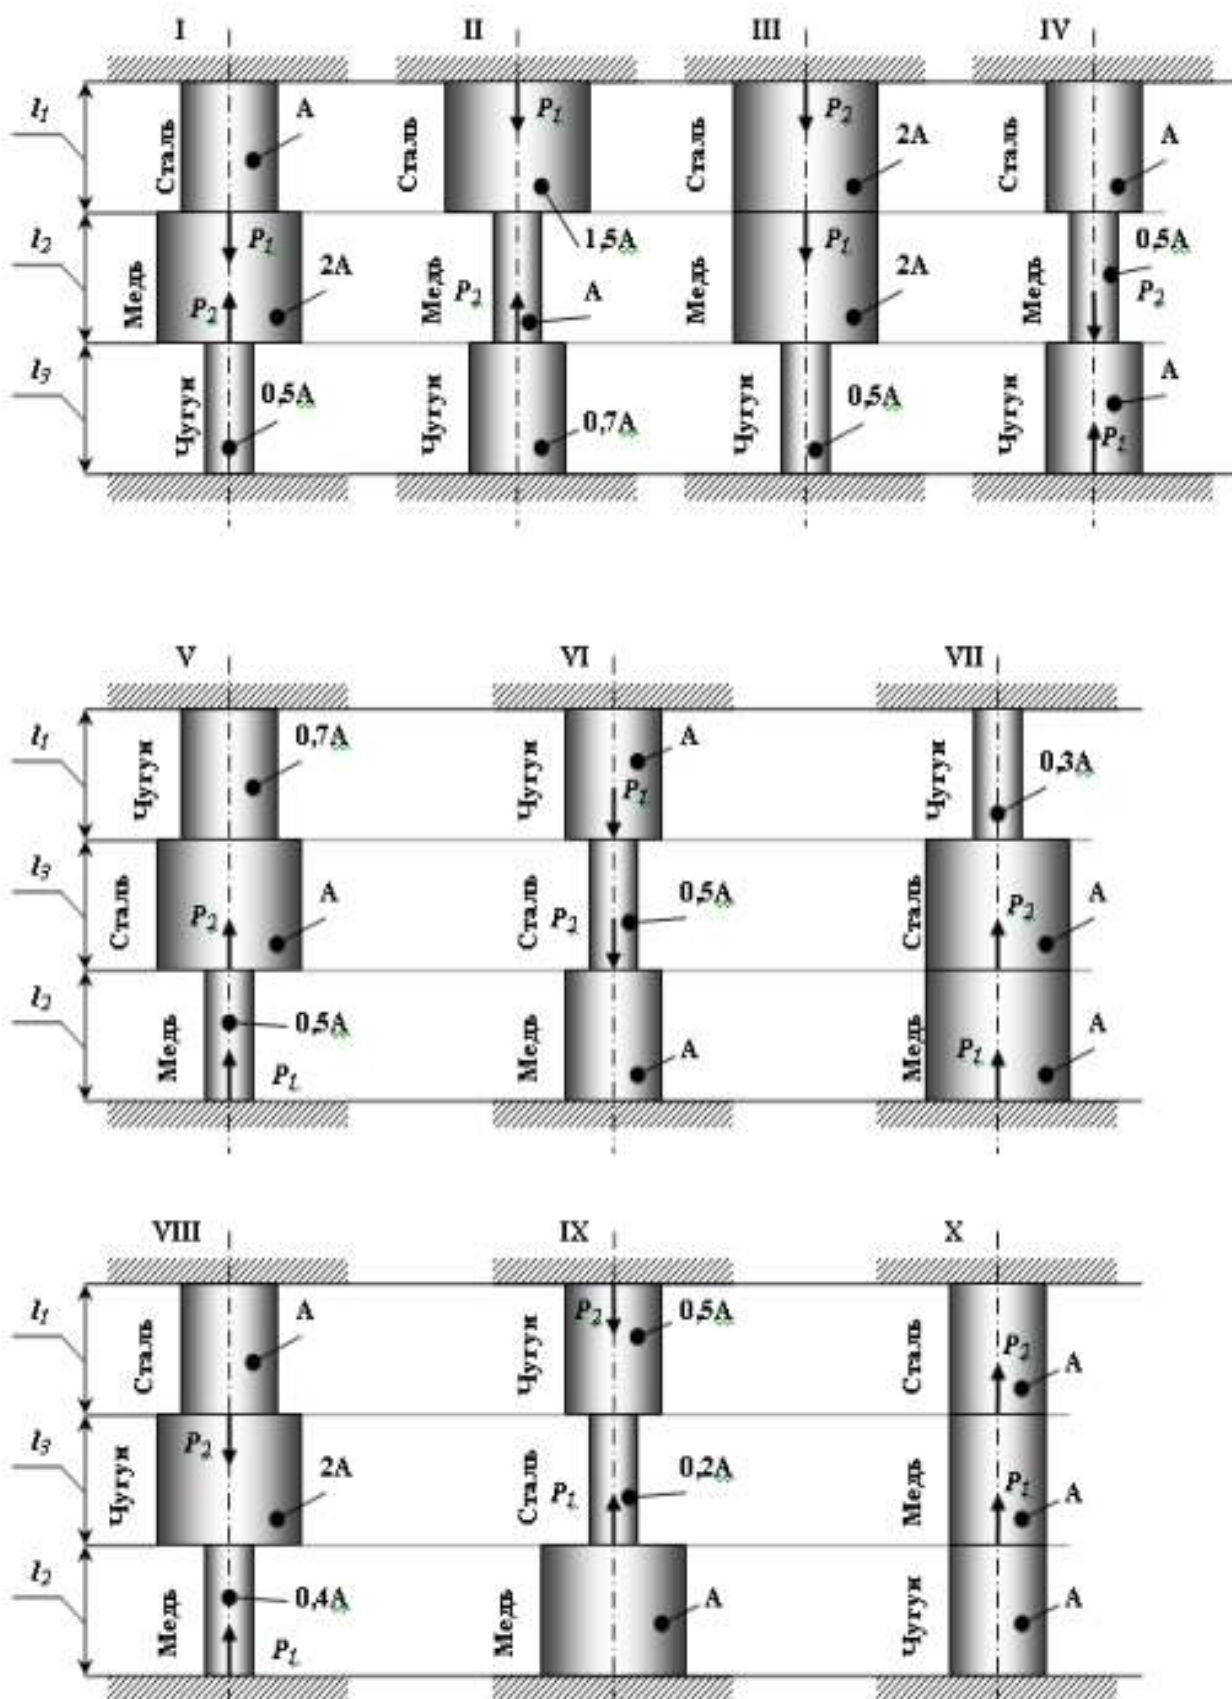 I II III IV
l1 Сталь A Сталь P1 1,5A Сталь P2 2A Сталь A
l2 Медь P1 P2 2A Медь P2 A Медь P1 2A Медь 0,5A P2
l3 Чугун 0,5A Чугун 0,7A Чугун 0,5A Чугун A P1
V VI VII
l1 Чугун 0,7A Чугун A P1 Чугун 0,3A
l3 Сталь P2 A Сталь P2 0,5A Сталь P2 A
l2 Медь 0,5A P1 Медь A Медь P1 A
VIII IX X
l1 Сталь A Чугун P2 0,5A Сталь P2 A
l3 Чугун P2 2A Сталь P1 0,2A Медь P1 A
l2 Медь 0,4A P1 Медь A Чугун A